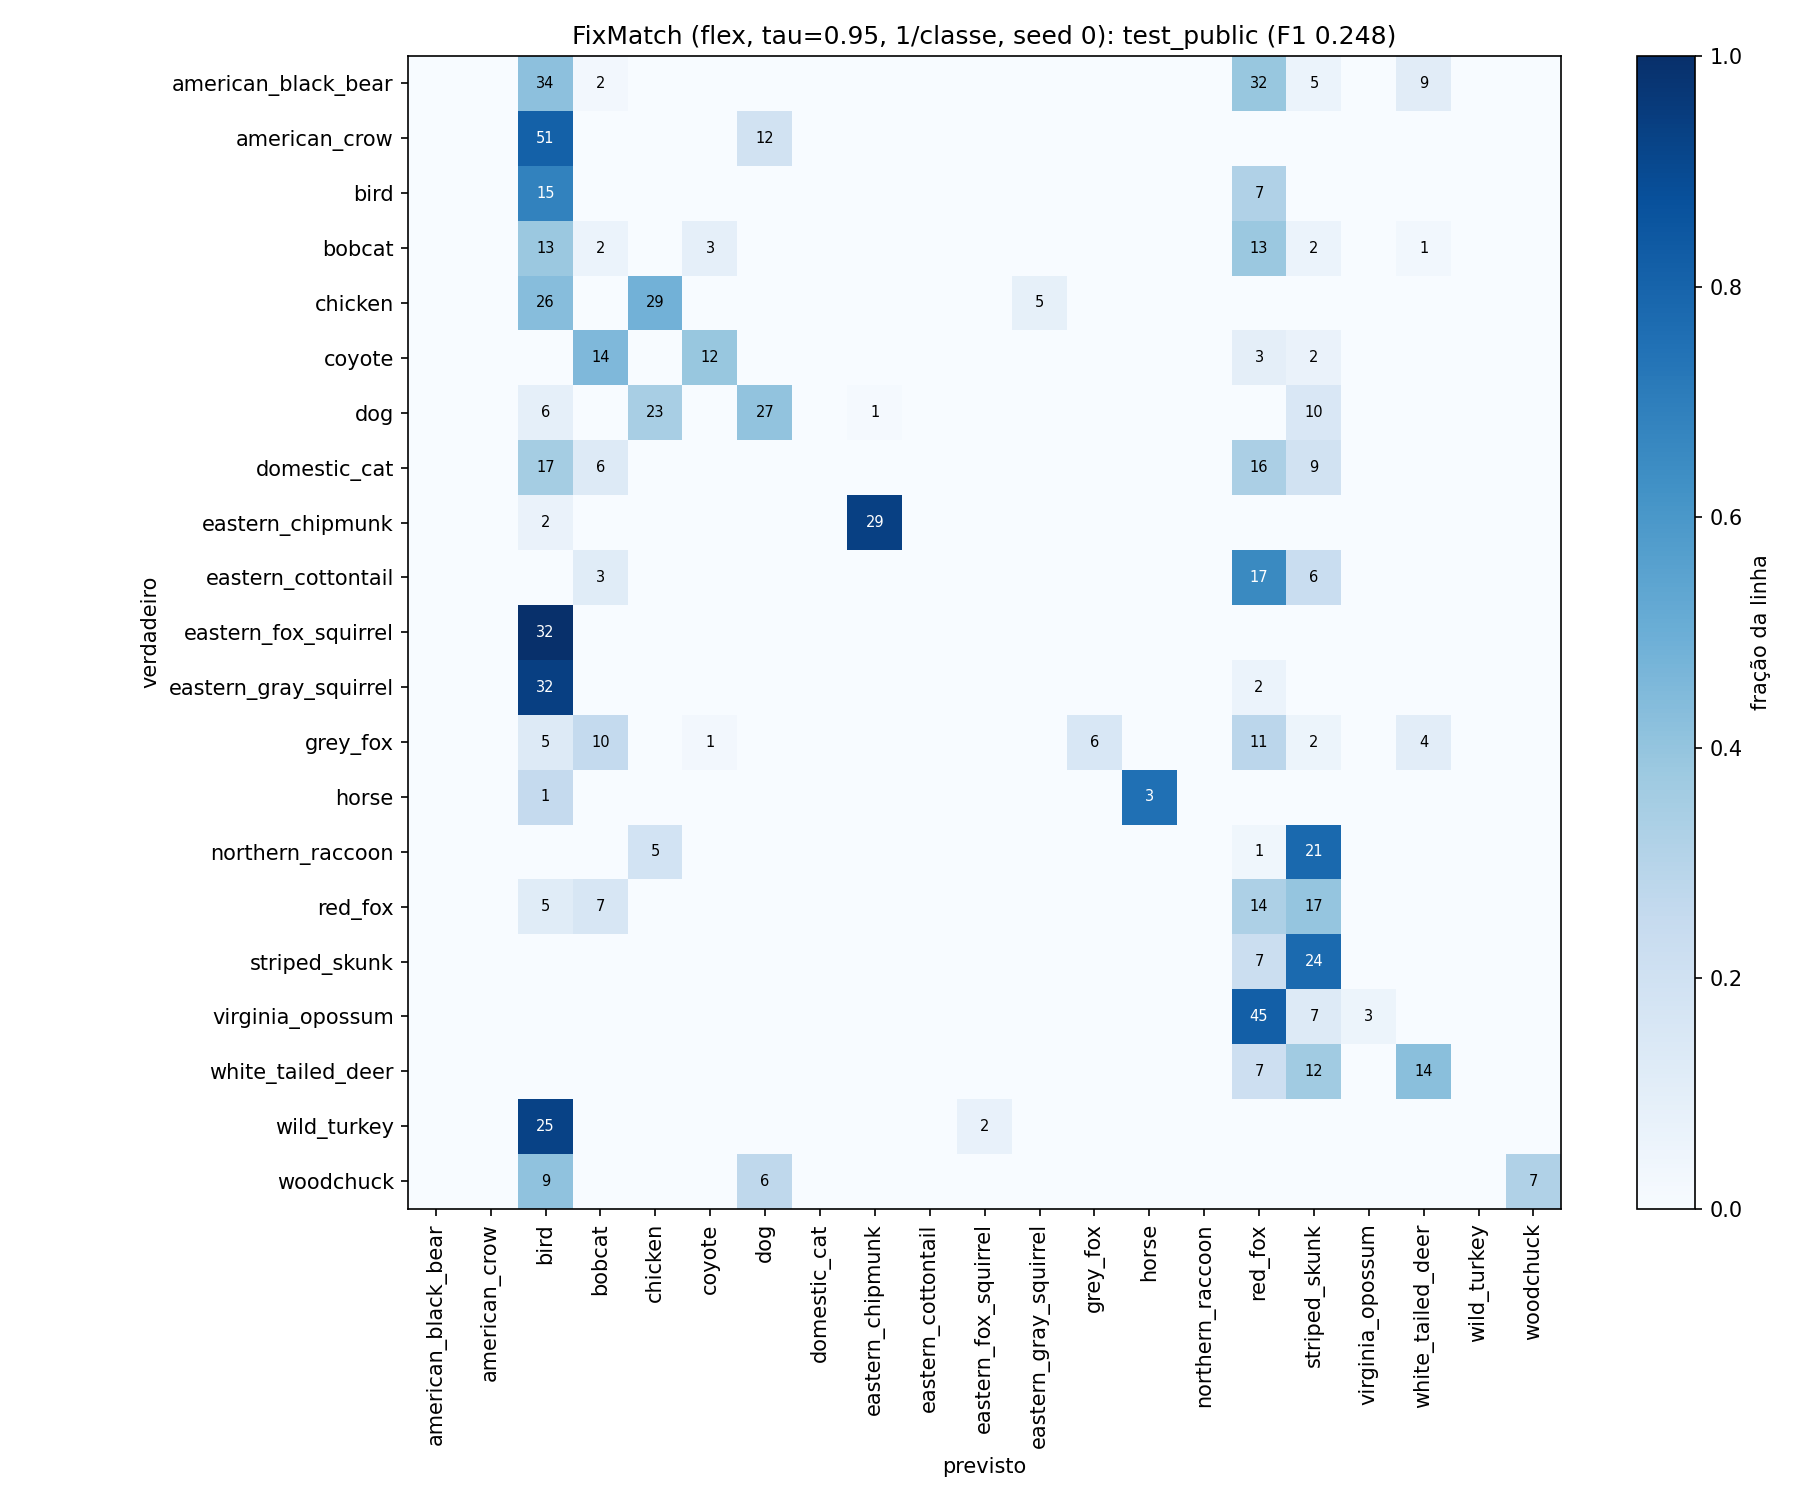 FixMatch (flex, tau=0.95, 1/classe, seed 0): test_public (F1 0.248)
american_black_bear 34 2 32 5 9
american_crow 51 12
bird 15 7
bobcat 13 2 3 13 2 1
chicken 26 29 5
coyote 14 12 3 2
dog 6 23 27 1 10
domestic_cat 17 6 16 9
eastern_chipmunk 2 29
eastern_cottontail 3 17 6
eastern_fox_squirrel 32
eastern_gray_squirrel 32 2
grey_fox 5 10 1 6 11 2 4
horse 1 3
northern_raccoon 5 1 21
red_fox 5 7 14 17
striped_skunk 7 24
virginia_opossum 45 7 3
white_tailed_deer 7 12 14
wild_turkey 25 2
woodchuck 9 6 7
verdadeiro
american_black_bear
american_crow
bird
bobcat
chicken
coyote
dog
domestic_cat
eastern_chipmunk
eastern_cottontail
eastern_fox_squirrel
eastern_gray_squirrel
grey_fox
horse
northern_raccoon
red_fox
striped_skunk
virginia_opossum
white_tailed_deer
wild_turkey
woodchuck
previsto
1.0
0.8
0.6
0.4
0.2
0.0
fração da linha